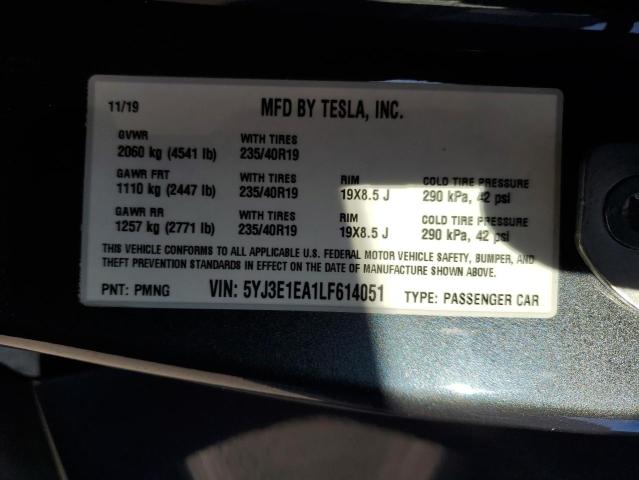 11/19 MFD BY TESLA, INC.
GVWR WITH TIRES
2060 kg (4541 lb) 235/40R19
GAWR FRT WITH TIRES RIM COLD TIRE PRESSURE
1110 kg (2447 lb) 235/40R19 19X8.5 J 290 kPa, 42 psi
GAWR RR WITH TIRES RIM COLD TIRE PRESSURE
1257 kg (2771 lb) 235/40R19 19X8.5 J 290 kPa, 42 psi
THIS VEHICLE CONFORMS TO ALL APPLICABLE U.S. FEDERAL MOTOR VEHICLE SAFETY, BUMPER, AND
THEFT PREVENTION STANDARDS IN EFFECT ON THE DATE OF MANUFACTURE SHOWN ABOVE.
PNT: PMNG VIN: 5YJ3E1EA1LF614051 TYPE: PASSENGER CAR